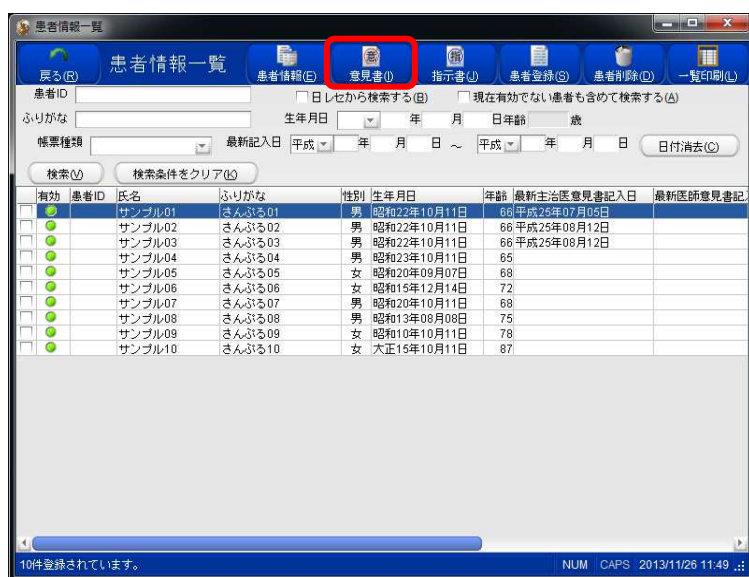 患者情報一覧
戻る(R) 患者情報一覧 患者情報(E) 意見書(I) 指示書(J) 患者登録(S) 患者削除(D) 一覧印刷(L)
患者ID 日レセから検索する(B) 現在有効でない患者も含めて検索する(A)
ふりがな 生年月日 年 月 日 年齢 歳
帳票種類 最新記入日 平成 年 月 日 ～ 平成 年 月 日 日付消去(C)
検索(V) 検索条件をクリア(K)
有効 患者ID 氏名 ふりがな 性別 生年月日 年齢 最新主治医意見書記入日 最新医師意見書記
サンプル01 さんぷる01 男 昭和22年10月11日 66 平成25年07月05日
サンプル02 さんぷる02 男 昭和22年10月11日 66 平成25年08月12日
サンプル03 さんぷる03 男 昭和22年10月11日 66 平成25年08月12日
サンプル04 さんぷる04 男 昭和23年10月11日 65
サンプル05 さんぷる05 女 昭和20年09月07日 68
サンプル06 さんぷる06 女 昭和15年12月14日 72
サンプル07 さんぷる07 男 昭和20年10月11日 68
サンプル08 さんぷる08 男 昭和13年08月08日 75
サンプル09 さんぷる09 女 昭和10年10月11日 78
サンプル10 さんぷる10 女 大正15年10月11日 87
10件登録されています。 NUM CAPS 2013/11/26 11:49